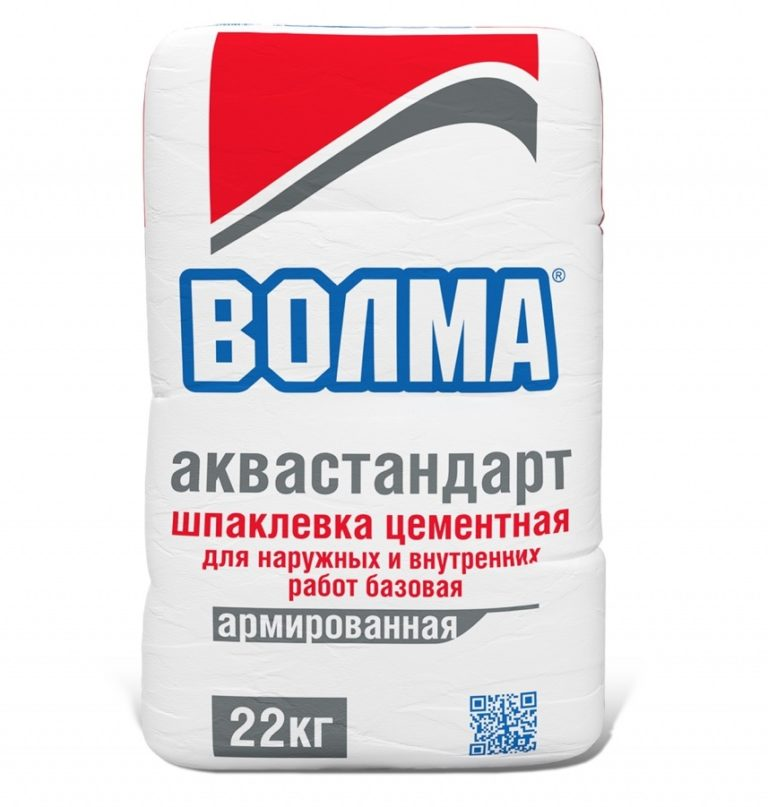 ВОЛМА®
аквастандарт
шпаклевка цементная
для наружных и внутренних
работ базовая
армированная
22кг